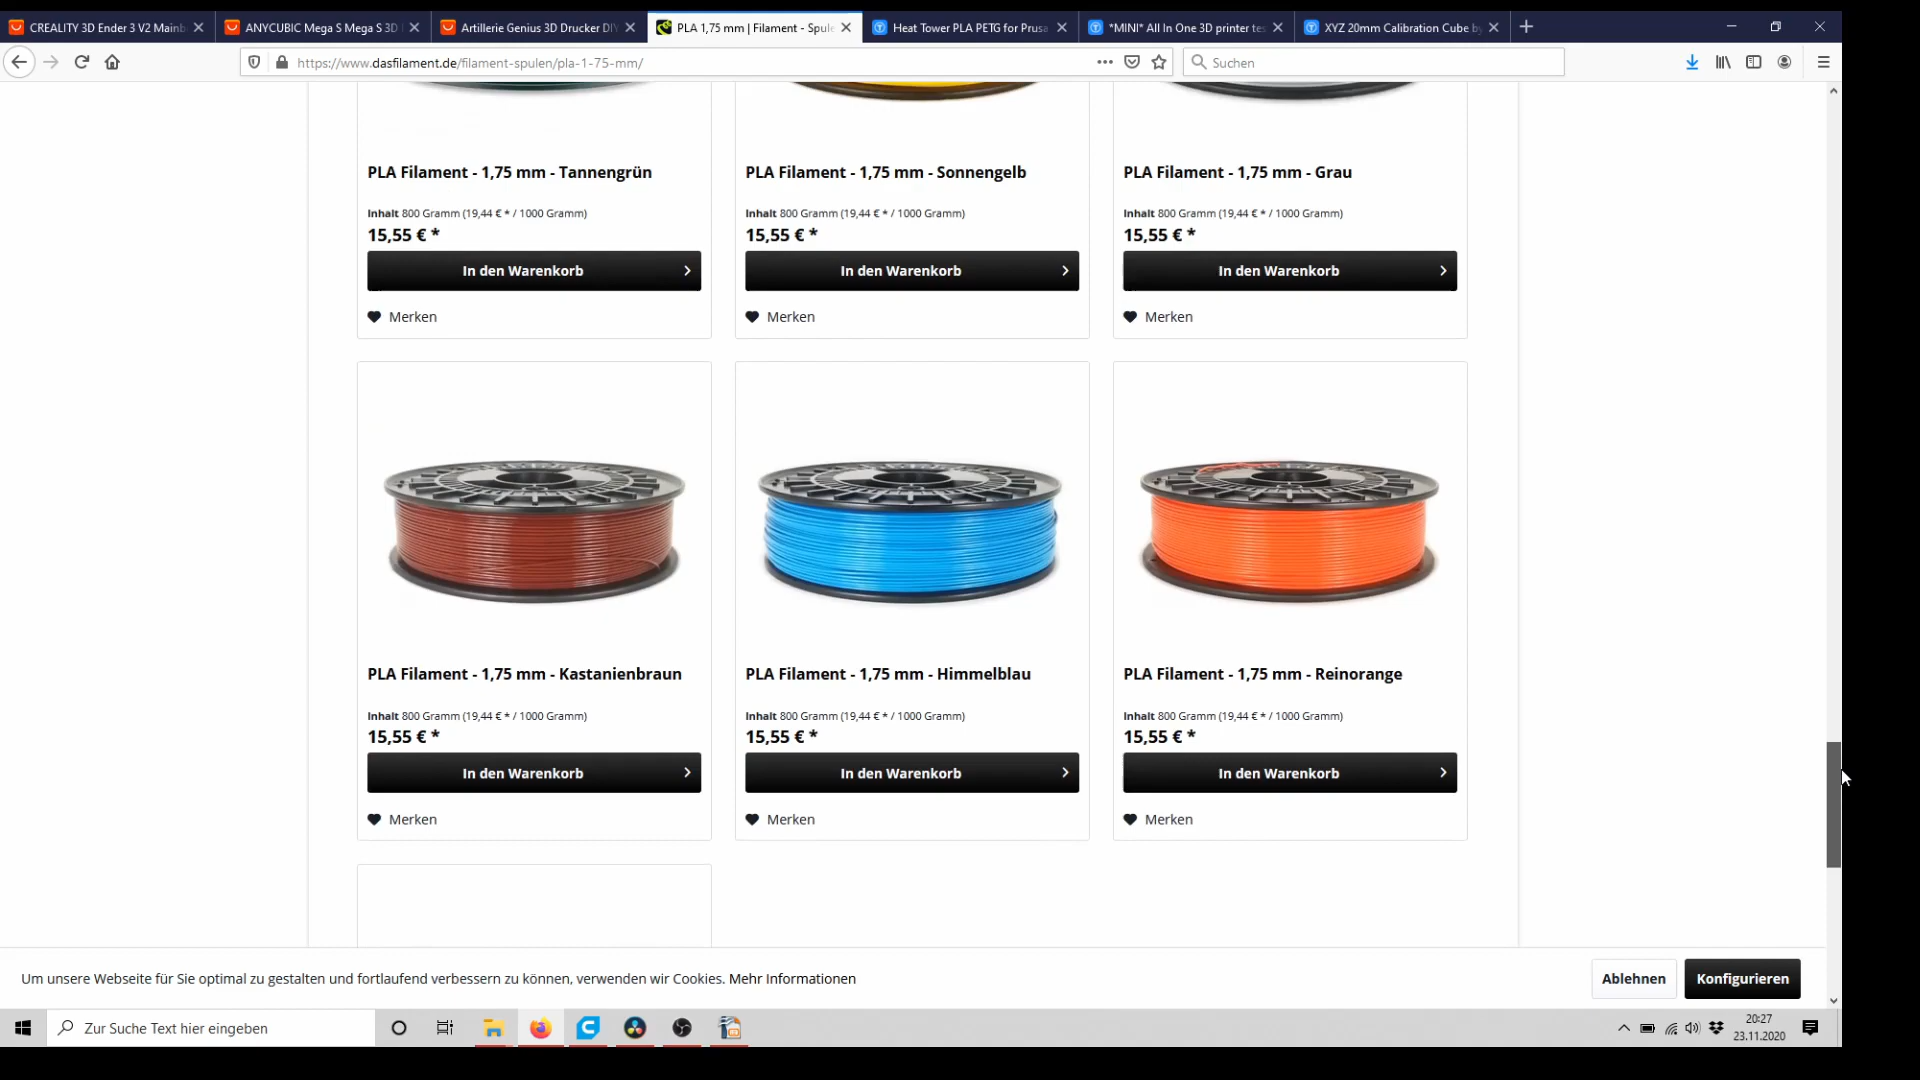 CREALITY 3D Ender 3 V2 Mainb
ANYCUBIC Mega S Mega S 3D
Artillerie Genius 3D Drucker DIY
PLA 1,75 mm | Filament - Spule
Heat Tower PLA PETG for Prusa
*MINI* All In One 3D printer tes
XYZ 20mm Calibration Cube by
https://www.dasfilament.de/filament-spulen/pla-1-75-mm/
Suchen
PLA Filament - 1,75 mm - Tannengrün
PLA Filament - 1,75 mm - Sonnengelb
PLA Filament - 1,75 mm - Grau
Inhalt 800 Gramm (19,44 € * / 1000 Gramm)
Inhalt 800 Gramm (19,44 € * / 1000 Gramm)
Inhalt 800 Gramm (19,44 € * / 1000 Gramm)
15,55 € *
15,55 € *
15,55 € *
In den Warenkorb
In den Warenkorb
In den Warenkorb
Merken
Merken
Merken
PLA Filament - 1,75 mm - Kastanienbraun
PLA Filament - 1,75 mm - Himmelblau
PLA Filament - 1,75 mm - Reinorange
Inhalt 800 Gramm (19,44 € * / 1000 Gramm)
Inhalt 800 Gramm (19,44 € * / 1000 Gramm)
Inhalt 800 Gramm (19,44 € * / 1000 Gramm)
15,55 € *
15,55 € *
15,55 € *
In den Warenkorb
In den Warenkorb
In den Warenkorb
Merken
Merken
Merken
Um unsere Webseite für Sie optimal zu gestalten und fortlaufend verbessern zu können, verwenden wir Cookies. Mehr Informationen
Ablehnen
Konfigurieren
Zur Suche Text hier eingeben
20:27
23.11.2020